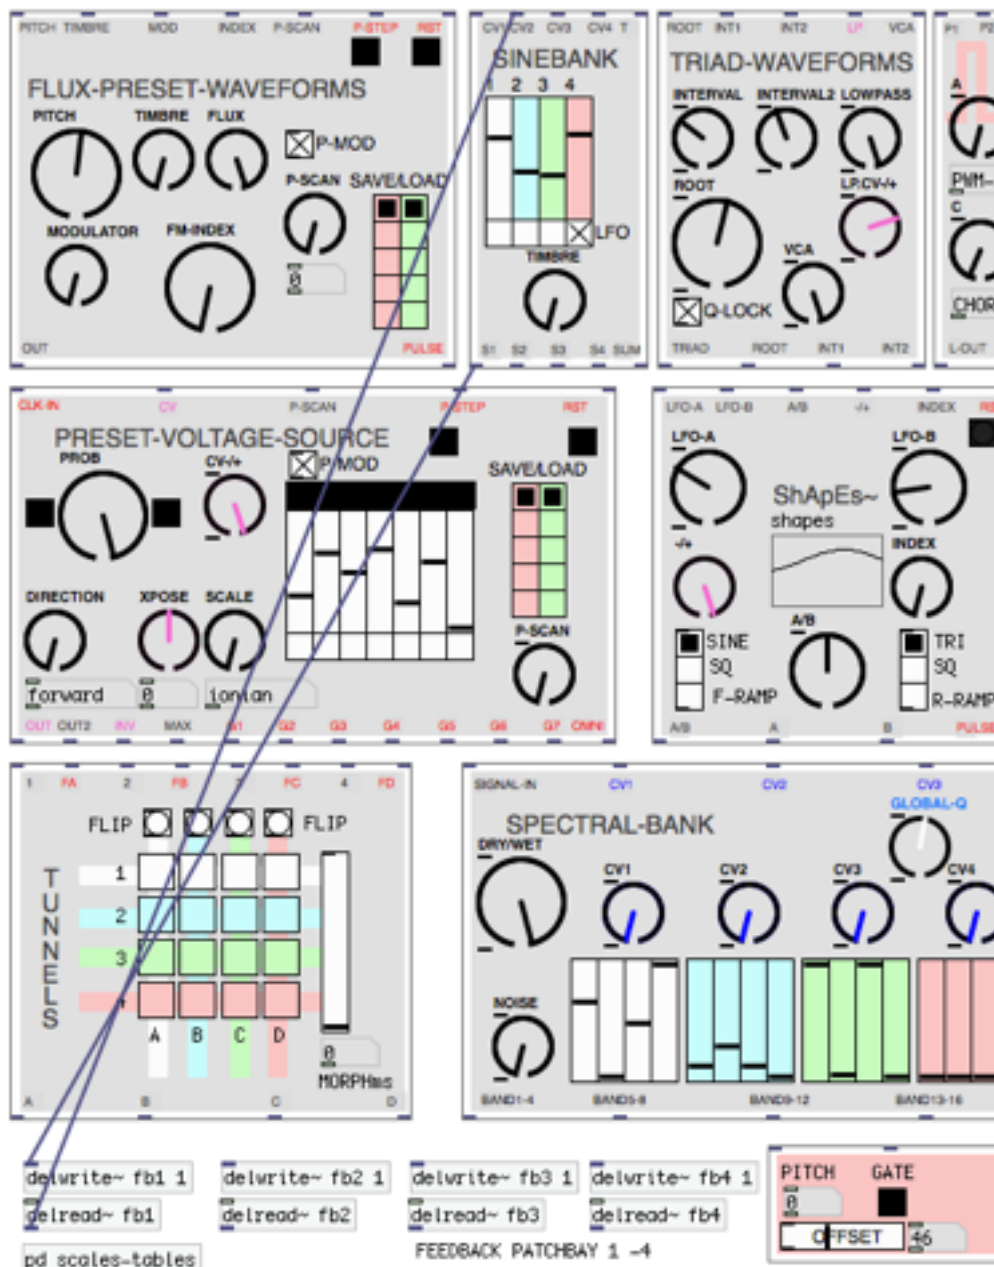 PITCH TIMBRE MOD INDEX P-SCAN P-STEP RST
FLUX-PRESET-WAVEFORMS
PITCH TIMBRE FLUX
P-MOD
P-SCAN SAVE/LOAD
MODULATOR FM-INDEX
0
OUT PULSE
CV1 CV2 CV3 CV4 T
SINEBANK
1 2 3 4
LFO
TIMBRE
S1 S2 S3 S4 SUM
ROOT INT1 INT2 LP VCA
TRIAD-WAVEFORMS
INTERVAL INTERVAL2 LOWPASS
ROOT LP.CV-/+
VCA
Q-LOCK
TRIAD ROOT INT1 INT2
P1
A
PWM-
C
CHOR
L-OUT
CLK-IN CV P-SCAN P-STEP RST
PRESET-VOLTAGE-SOURCE
PROB CV-/+ P-MOD
SAVE/LOAD
DIRECTION XPOSE SCALE
P-SCAN
forward 0 ionian
OUT OUT2 INV MAX G1 G2 G3 G4 G5 G6 G7 OMNI
LFO-A LFO-B A/B -/+ INDEX RS
LFO-A LFO-B
ShApEs~
shapes
-/+ INDEX
A/B
SINE TRI
SQ SQ
F-RAMP R-RAMP
A/B A B PULSE
1 FA 2 FB 3 FC 4 FD
FLIP FLIP
TUNNELS
1
2
3
4
A B C D
0
MORPHms
A B C D
SIGNAL-IN CV1 CV2 CV3
GLOBAL-Q
SPECTRAL-BANK
DRY/WET
CV1 CV2 CV3 CV4
NOISE
BAND1-4 BAND5-8 BAND9-12 BAND13-16
delwrite~ fb1 1 delwrite~ fb2 1 delwrite~ fb3 1 delwrite~ fb4 1
delread~ fb1 delread~ fb2 delread~ fb3 delread~ fb4
pd scales-tables
FEEDBACK PATCHBAY 1 -4
PITCH GATE
0
OFFSET 46